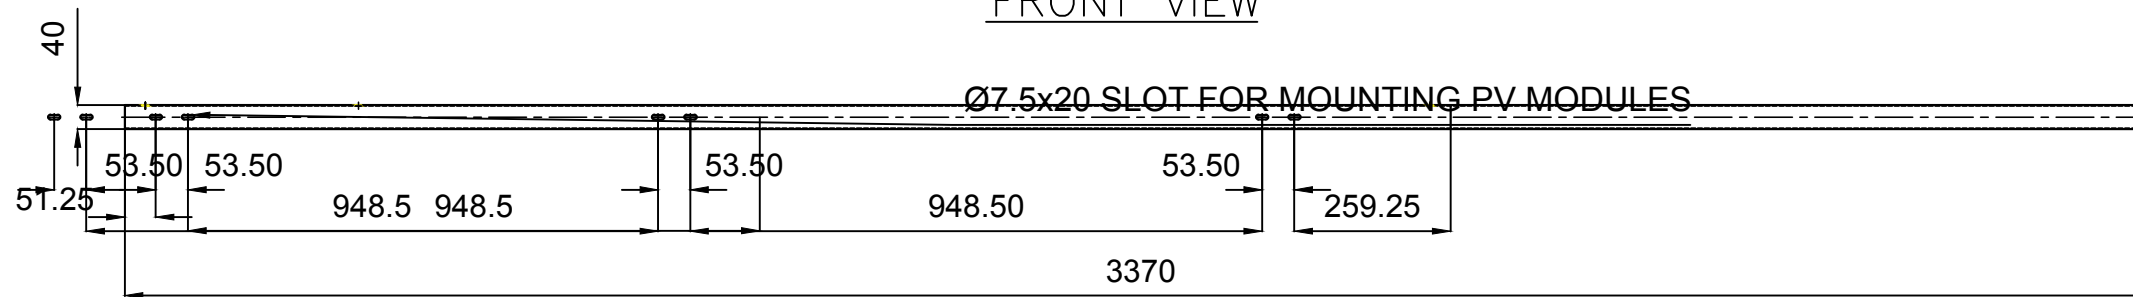 FRONT VIEW
40
Ø7.5x20 SLOT FOR MOUNTING PV MODULES
53.50 53.50 53.50 53.50
51.25 948.5 948.5 948.50 259.25
3370